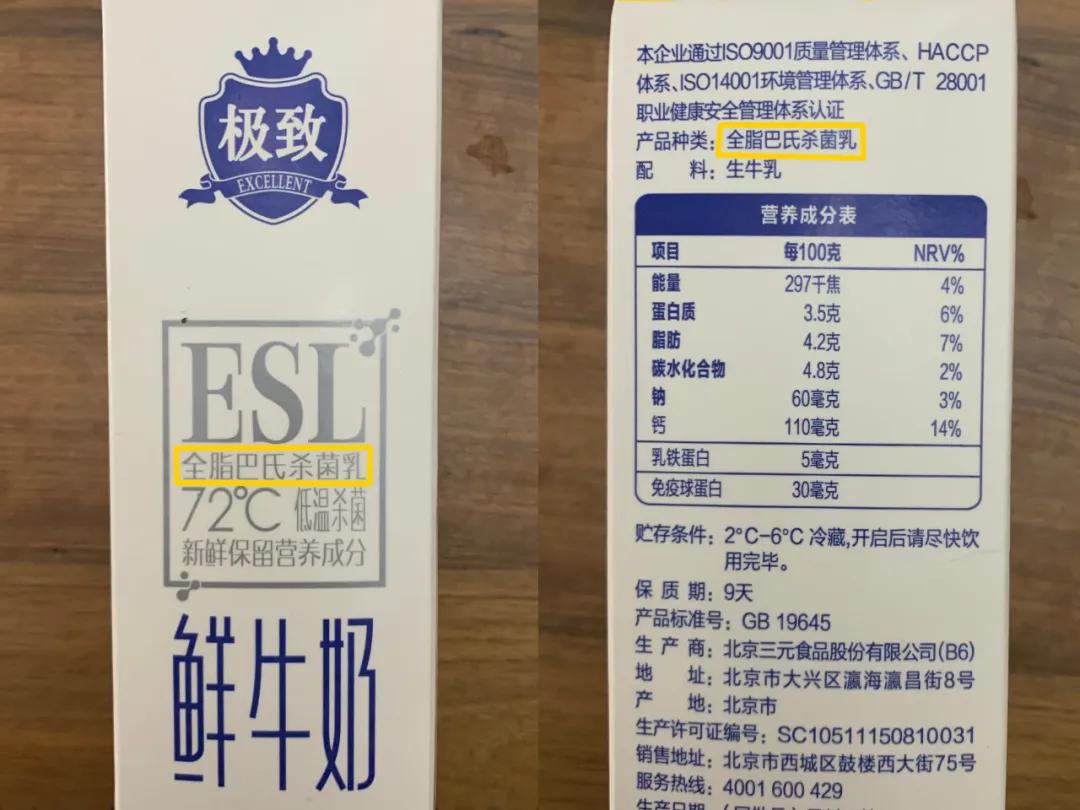 极致
EXCELLENT
ESL
全脂巴氏杀菌乳
72℃ 低温杀菌
新鲜保留营养成分
鲜牛奶
本企业通过ISO9001质量管理体系、HACCP
体系、ISO14001环境管理体系、GB/T 28001
职业健康安全管理体系认证
产品种类：全脂巴氏杀菌乳
配 料：生牛乳
营养成分表
项目 每100克 NRV%
能量 297千焦 4%
蛋白质 3.5克 6%
脂肪 4.2克 7%
碳水化合物 4.8克 2%
钠 60毫克 3%
钙 110毫克 14%
乳铁蛋白 5毫克
免疫球蛋白 30毫克
贮存条件：2°C-6°C 冷藏,开启后请尽快饮
用完毕。
保 质 期：9天
产品标准号：GB 19645
生 产 商：北京三元食品股份有限公司(B6)
地 址：北京市大兴区瀛海瀛昌街8号
产 地：北京市
生产许可证编号：SC10511150810031
销售地址：北京市西城区鼓楼西大街75号
服务热线：4001 600 429
生产日期：